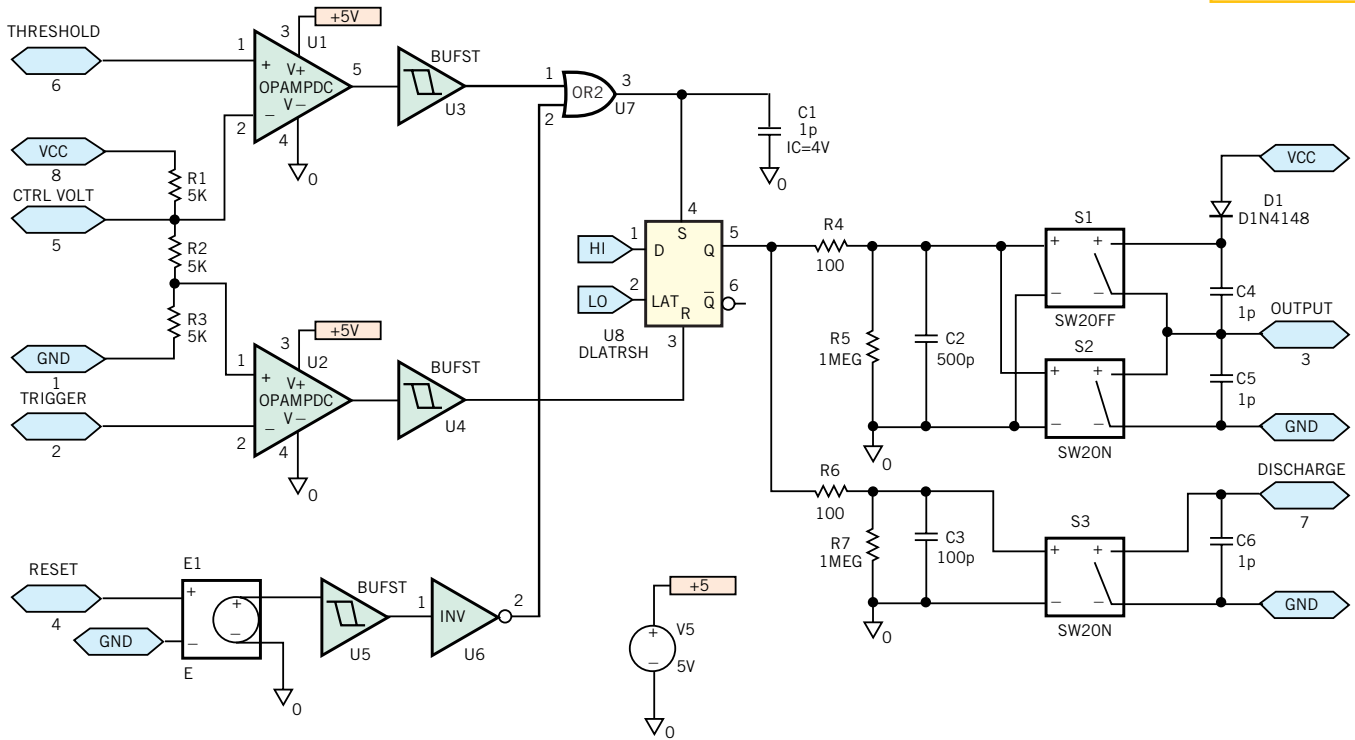 THRESHOLD
6
1
2
3
+5V
U1
+
V+
OPAMPDC
V−
−
4
0
5
BUFST
U3
1
2
OR2
3
U7
C1
1p
IC=4V
0
VCC
8
R1
5K
CTRL VOLT
5
R2
5K
R3
5K
GND
1
TRIGGER
2
3
+5V
U2
1
+
V+
OPAMPDC
V−
−
2
4
0
BUFST
U4
HI
1
LO
2
4
S
D
Q
5
LAT
Q
6
R
3
U8
DLATRSH
R4
100
R5
1MEG
C2
500p
0
S1
+
+
−
−
SW20FF
S2
+
+
−
−
SW20N
VCC
D1
D1N4148
C4
1p
OUTPUT
3
C5
1p
GND
R6
100
R7
1MEG
C3
100p
0
S3
+
+
−
−
SW20N
DISCHARGE
7
C6
1p
GND
RESET
4
GND
E1
+
−
+
−
E
0
BUFST
U5
1
INV
2
U6
+5
+
−
V5
5V
0